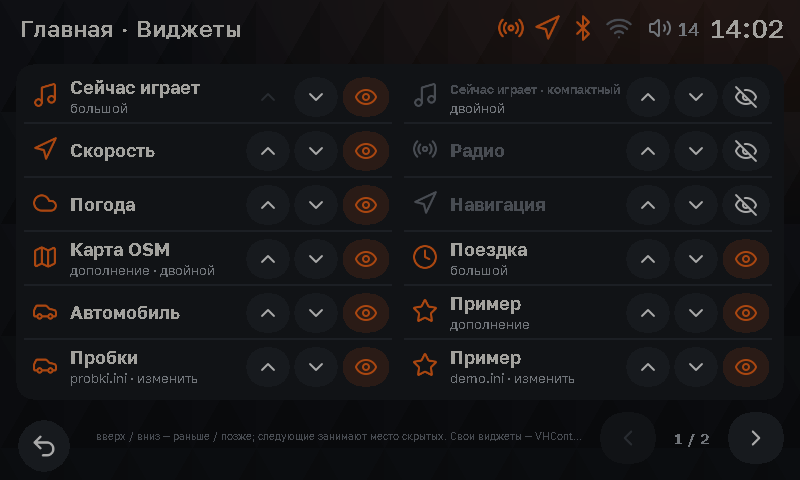 Главная · Виджеты
14 14:02
Сейчас играет
большой
Скорость
Погода
Карта OSM
дополнение · двойной
Автомобиль
Пробки
probki.ini · изменить
Сейчас играет · компактный
двойной
Радио
Навигация
Поездка
большой
Пример
дополнение
Пример
demo.ini · изменить
вверх / вниз — раньше / позже; следующие занимают место скрытых. Свои виджеты — VHCont...
1 / 2